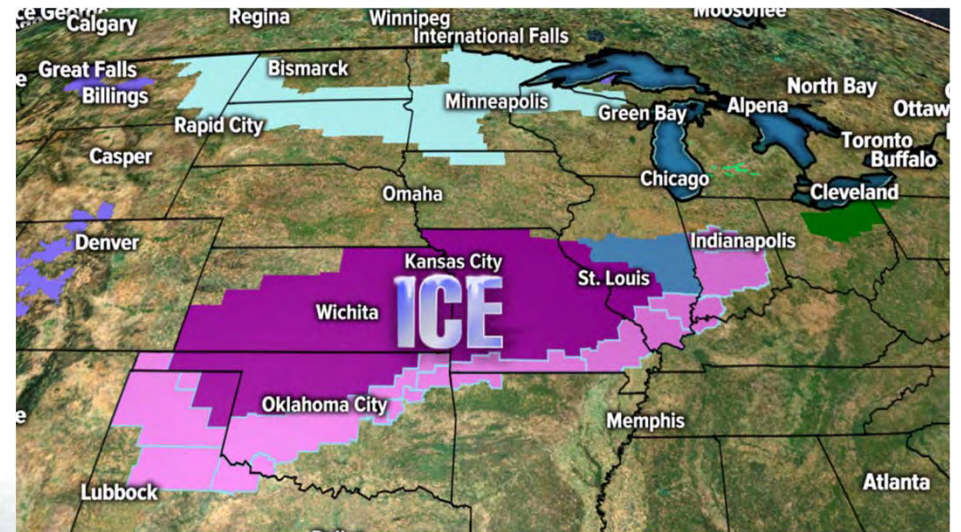 Calgary
Regina
Winnipeg
Moosonee
International Falls
Great Falls
Bismarck
Billings
Minneapolis
North Bay
Green Bay
Alpena
Rapid City
Toronto
Casper
Buffalo
Chicago
Cleveland
Omaha
Denver
Indianapolis
Kansas City
St. Louis
ICE
Wichita
Oklahoma City
Memphis
Lubbock
Atlanta